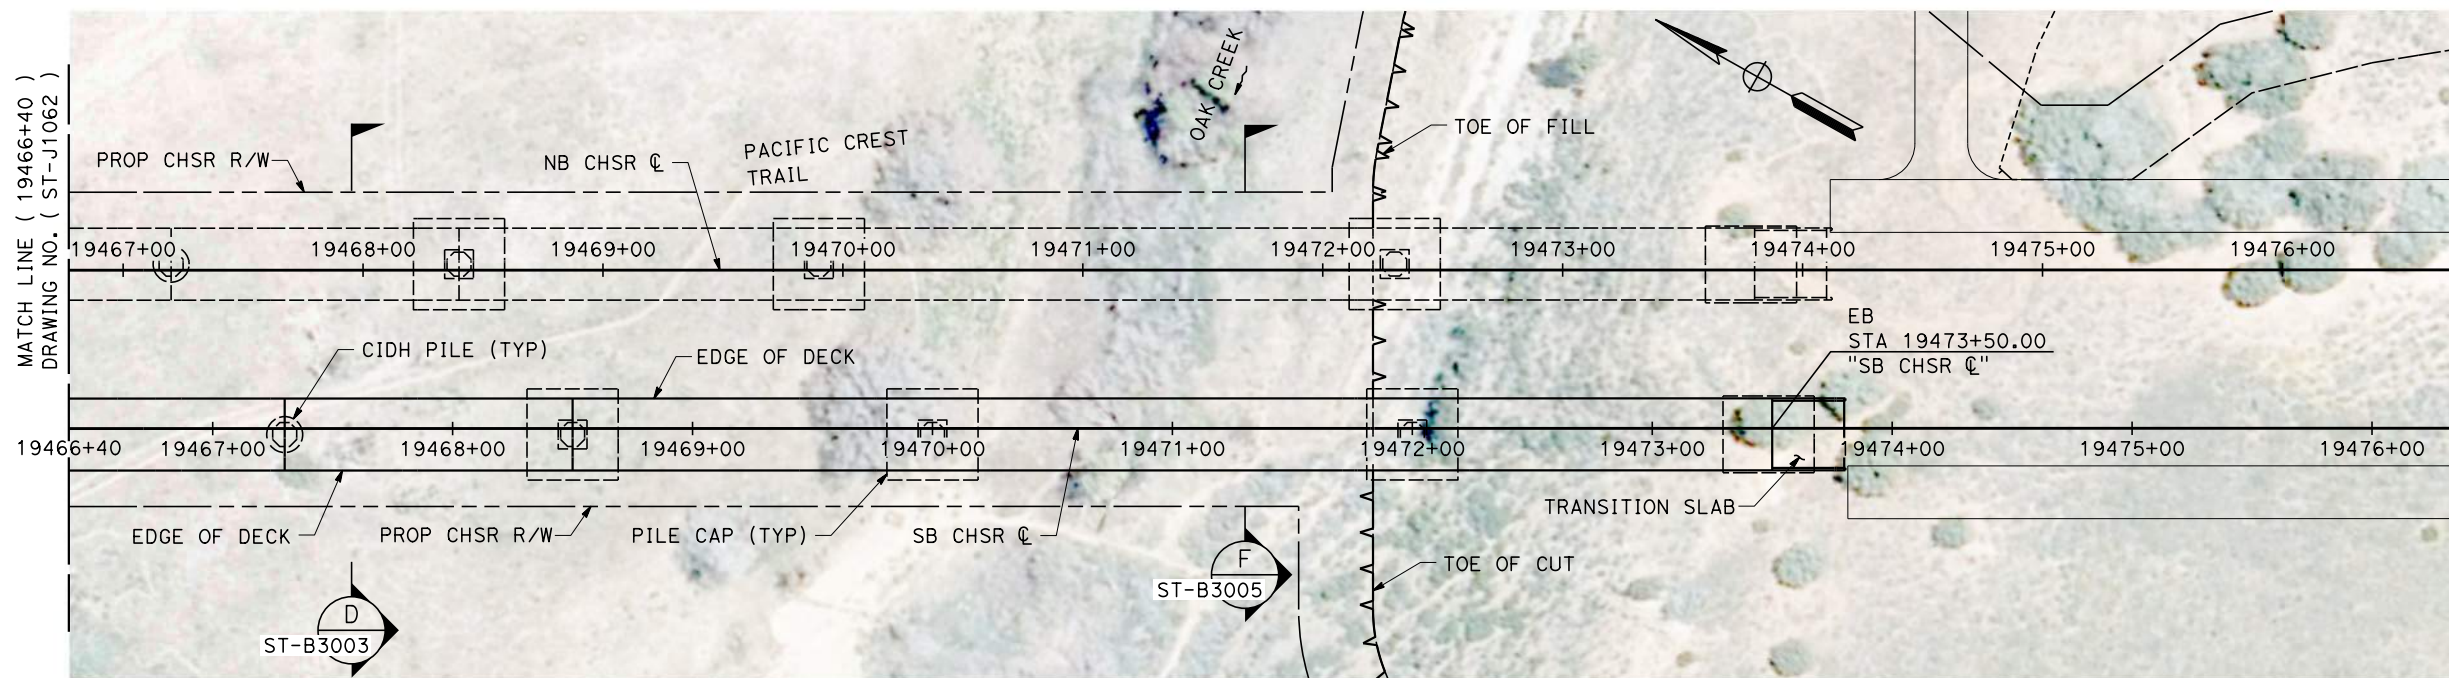 MATCH LINE ( 19466+40 )
DRAWING NO. ( ST-J1062 )
OAK CREEK
TOE OF FILL
PROP CHSR R/W
NB CHSR ℄
PACIFIC CREST
TRAIL
19467+00
19468+00
19469+00
19470+00
19471+00
19472+00
19473+00
19474+00
19475+00
19476+00
EB
STA 19473+50.00
"SB CHSR ℄"
CIDH PILE (TYP)
EDGE OF DECK
19466+40
19467+00
19468+00
19469+00
19470+00
19471+00
19472+00
19473+00
19474+00
19475+00
19476+00
TRANSITION SLAB
EDGE OF DECK
PROP CHSR R/W
PILE CAP (TYP)
SB CHSR ℄
F
ST-B3005
TOE OF CUT
D
ST-B3003